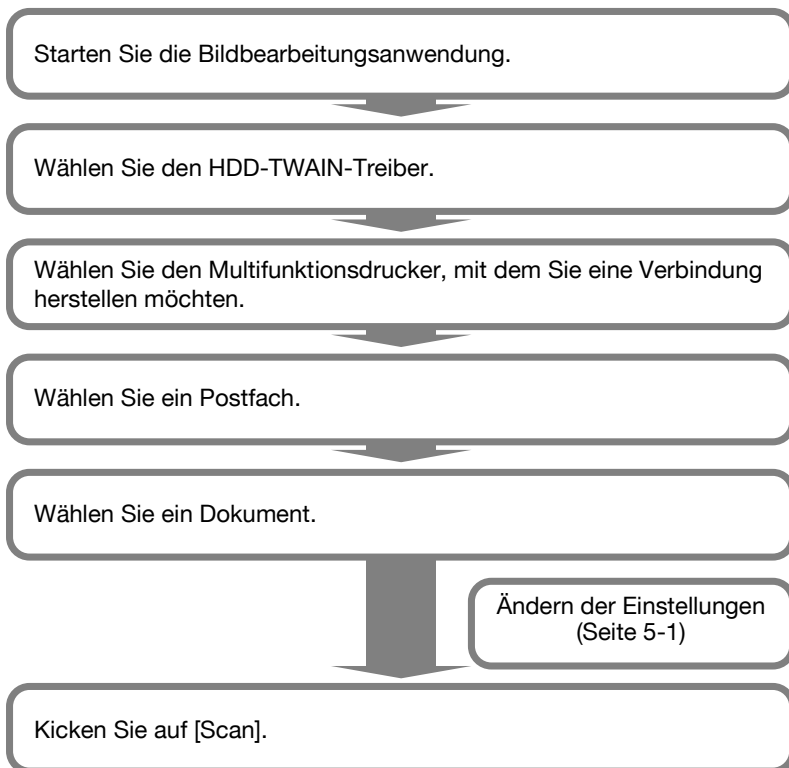 Starten Sie die Bildbearbeitungsanwendung.
Wählen Sie den HDD-TWAIN-Treiber.
Wählen Sie den Multifunktionsdrucker, mit dem Sie eine Verbindung
herstellen möchten.
Wählen Sie ein Postfach.
Wählen Sie ein Dokument.
Ändern der Einstellungen
(Seite 5-1)
Kicken Sie auf [Scan].